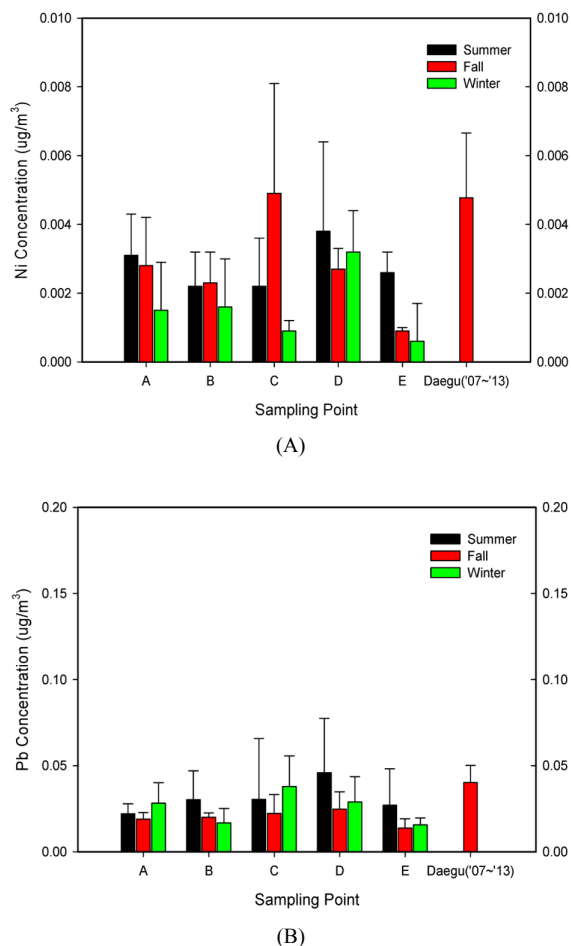 0.010
0.008
0.006
0.004
0.002
0.000
Ni Concentration (ug/m³)
Summer
Fall
Winter
0.010
0.008
0.006
0.004
0.002
0.000
A B C D E Daegu('07~'13)
Sampling Point
(A)
0.20
0.15
0.10
0.05
0.00
Pb Concentration (ug/m³)
Summer
Fall
Winter
0.20
0.15
0.10
0.05
0.00
A B C D E Daegu('07~'13)
Sampling Point
(B)